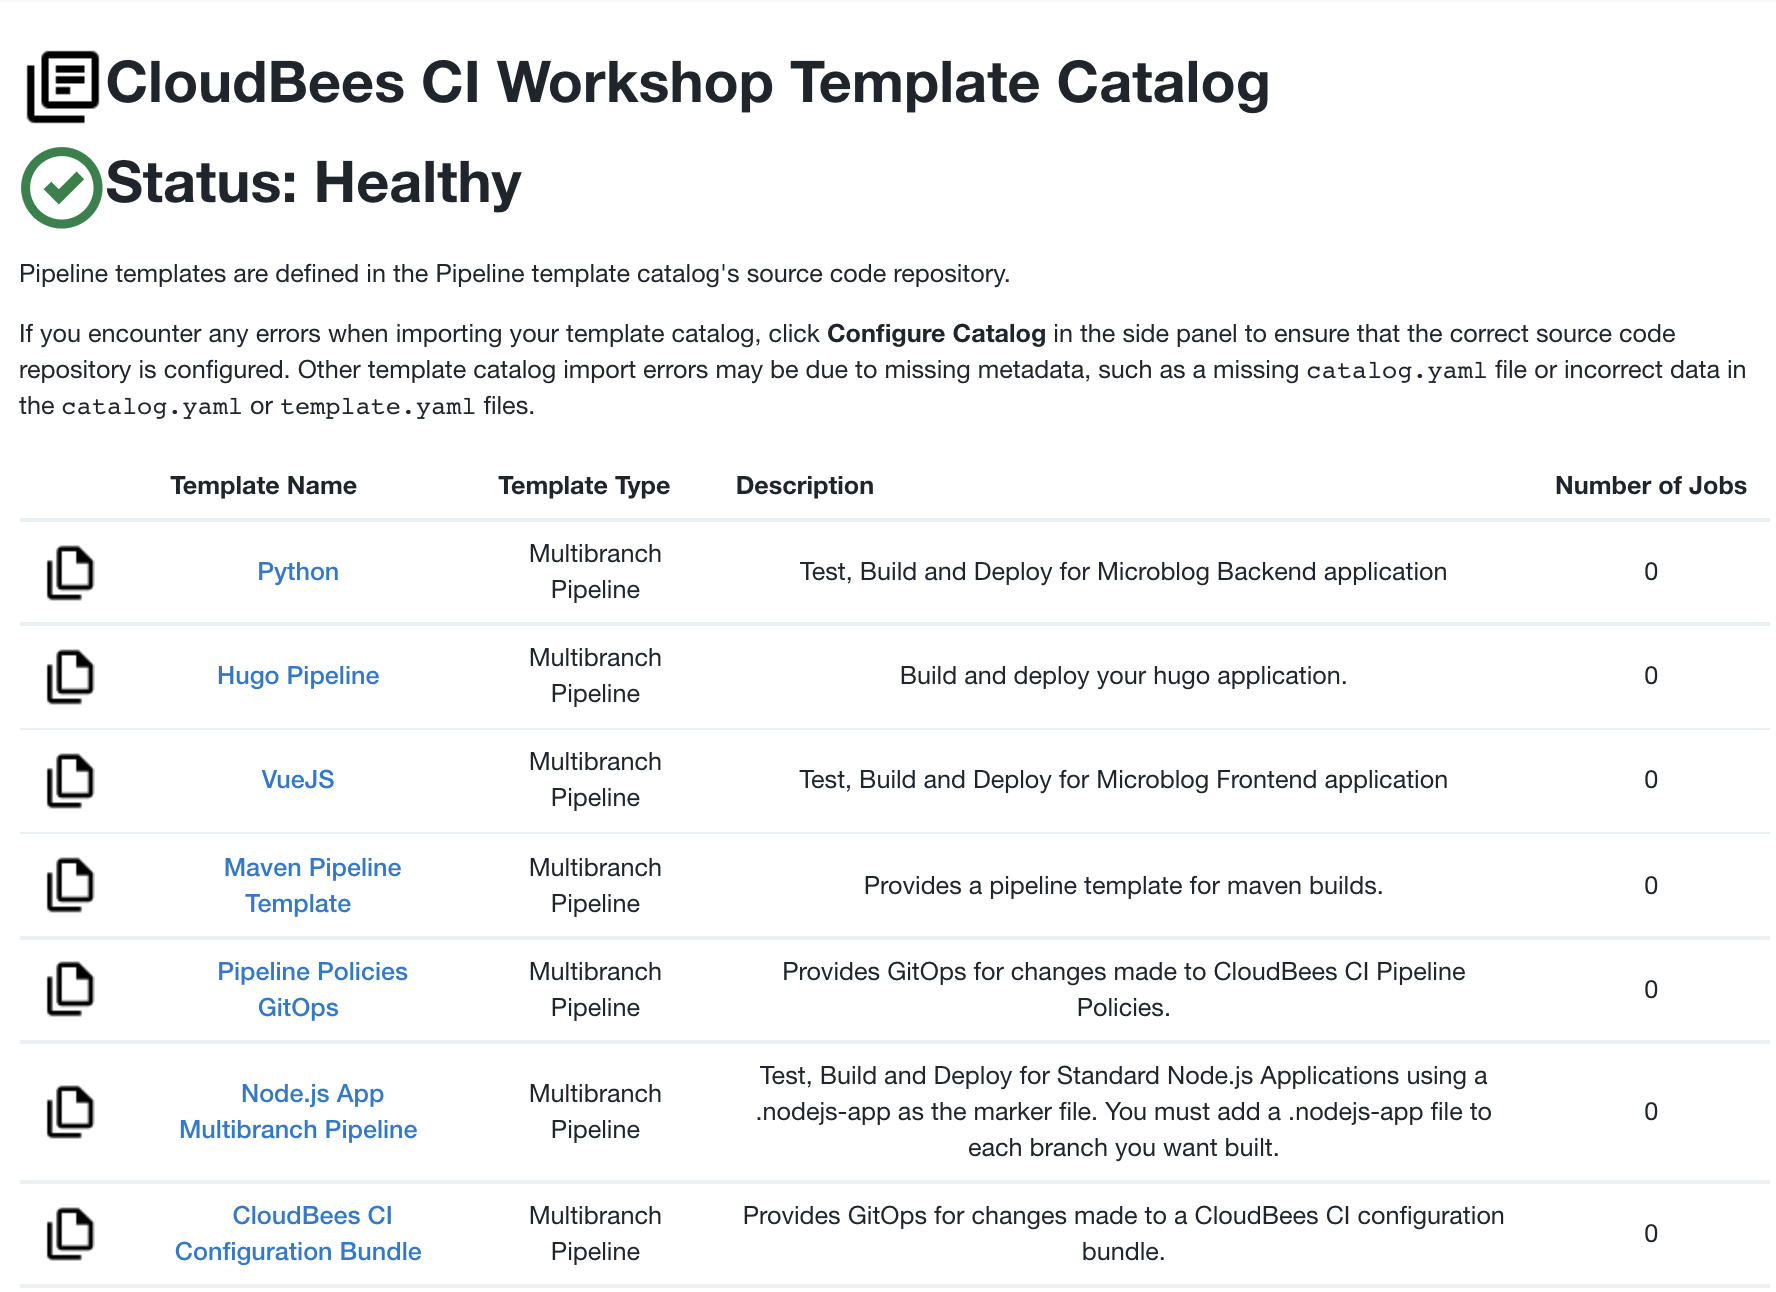 CloudBees CI Workshop Template Catalog
Status: Healthy
Pipeline templates are defined in the Pipeline template catalog's source code repository.
If you encounter any errors when importing your template catalog, click Configure Catalog in the side panel to ensure that the correct source code
repository is configured. Other template catalog import errors may be due to missing metadata, such as a missing catalog.yaml file or incorrect data in
the catalog.yaml or template.yaml files.
Template Name Template Type Description Number of Jobs
Python Multibranch Pipeline Test, Build and Deploy for Microblog Backend application 0
Hugo Pipeline Multibranch Pipeline Build and deploy your hugo application. 0
VueJS Multibranch Pipeline Test, Build and Deploy for Microblog Frontend application 0
Maven Pipeline Template Multibranch Pipeline Provides a pipeline template for maven builds. 0
Pipeline Policies GitOps Multibranch Pipeline Provides GitOps for changes made to CloudBees CI Pipeline Policies. 0
Node.js App Multibranch Pipeline Multibranch Pipeline Test, Build and Deploy for Standard Node.js Applications using a .nodejs-app as the marker file. You must add a .nodejs-app file to each branch you want built. 0
CloudBees CI Configuration Bundle Multibranch Pipeline Provides GitOps for changes made to a CloudBees CI configuration bundle. 0